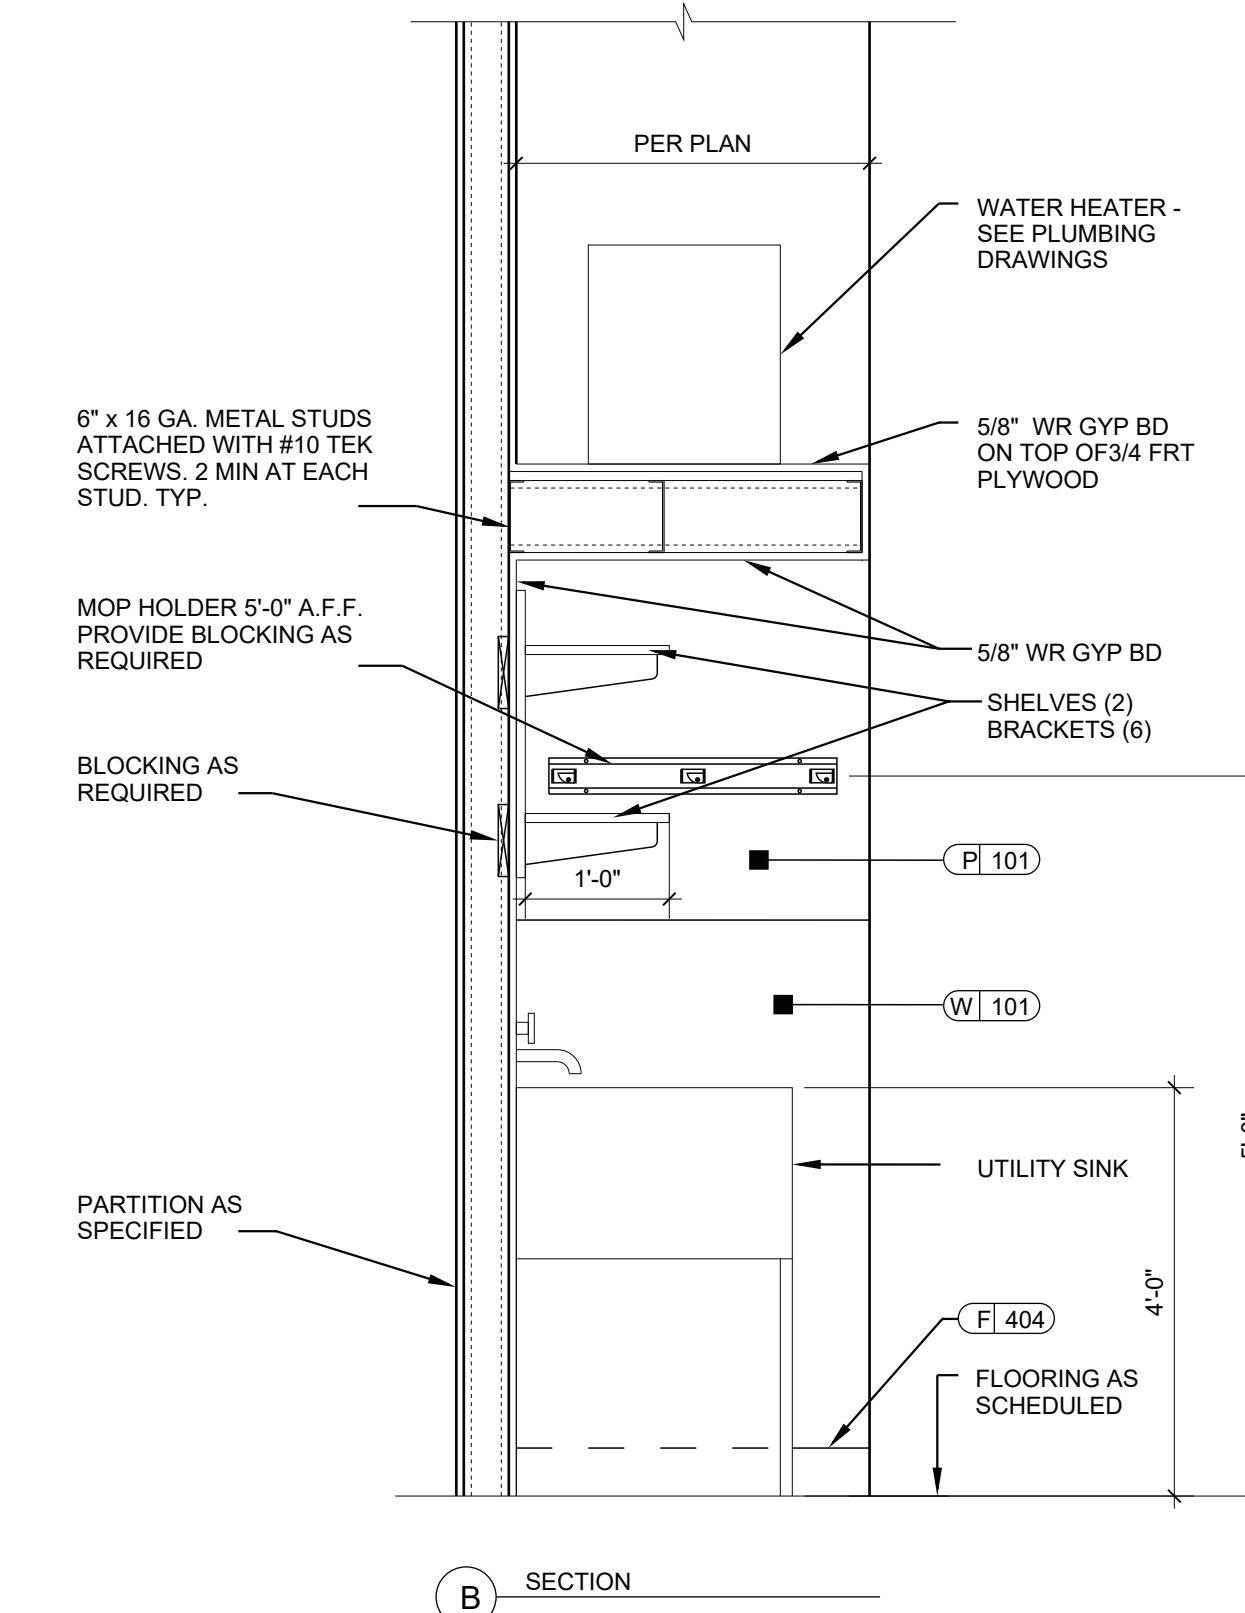 PER PLAN
WATER HEATER -
SEE PLUMBING
DRAWINGS
6" x 16 GA. METAL STUDS
ATTACHED WITH #10 TEK
SCREWS. 2 MIN AT EACH
STUD. TYP.
5/8"  WR GYP BD
ON TOP OF3/4 FRT
PLYWOOD
MOP HOLDER 5'-0" A.F.F.
PROVIDE BLOCKING AS
REQUIRED
5/8" WR GYP BD
SHELVES (2)
BRACKETS (6)
BLOCKING AS
REQUIRED
P 101
1'-0"
W 101
UTILITY SINK
PARTITION AS
SPECIFIED
4'-0"
F 404
FLOORING AS
SCHEDULED
B SECTION